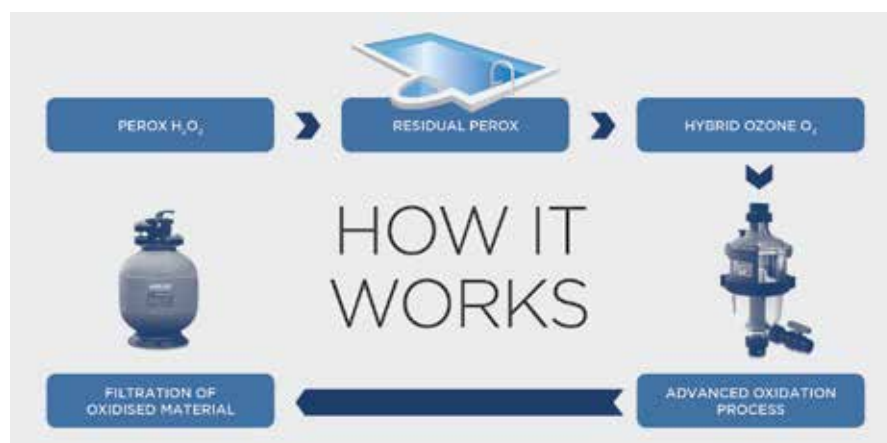 PEROX H₂O₂
RESIDUAL PEROX
HYBRID OZONE O₃
HOW IT
WORKS
FILTRATION OF
OXIDISED MATERIAL
ADVANCED OXIDATION
PROCESS